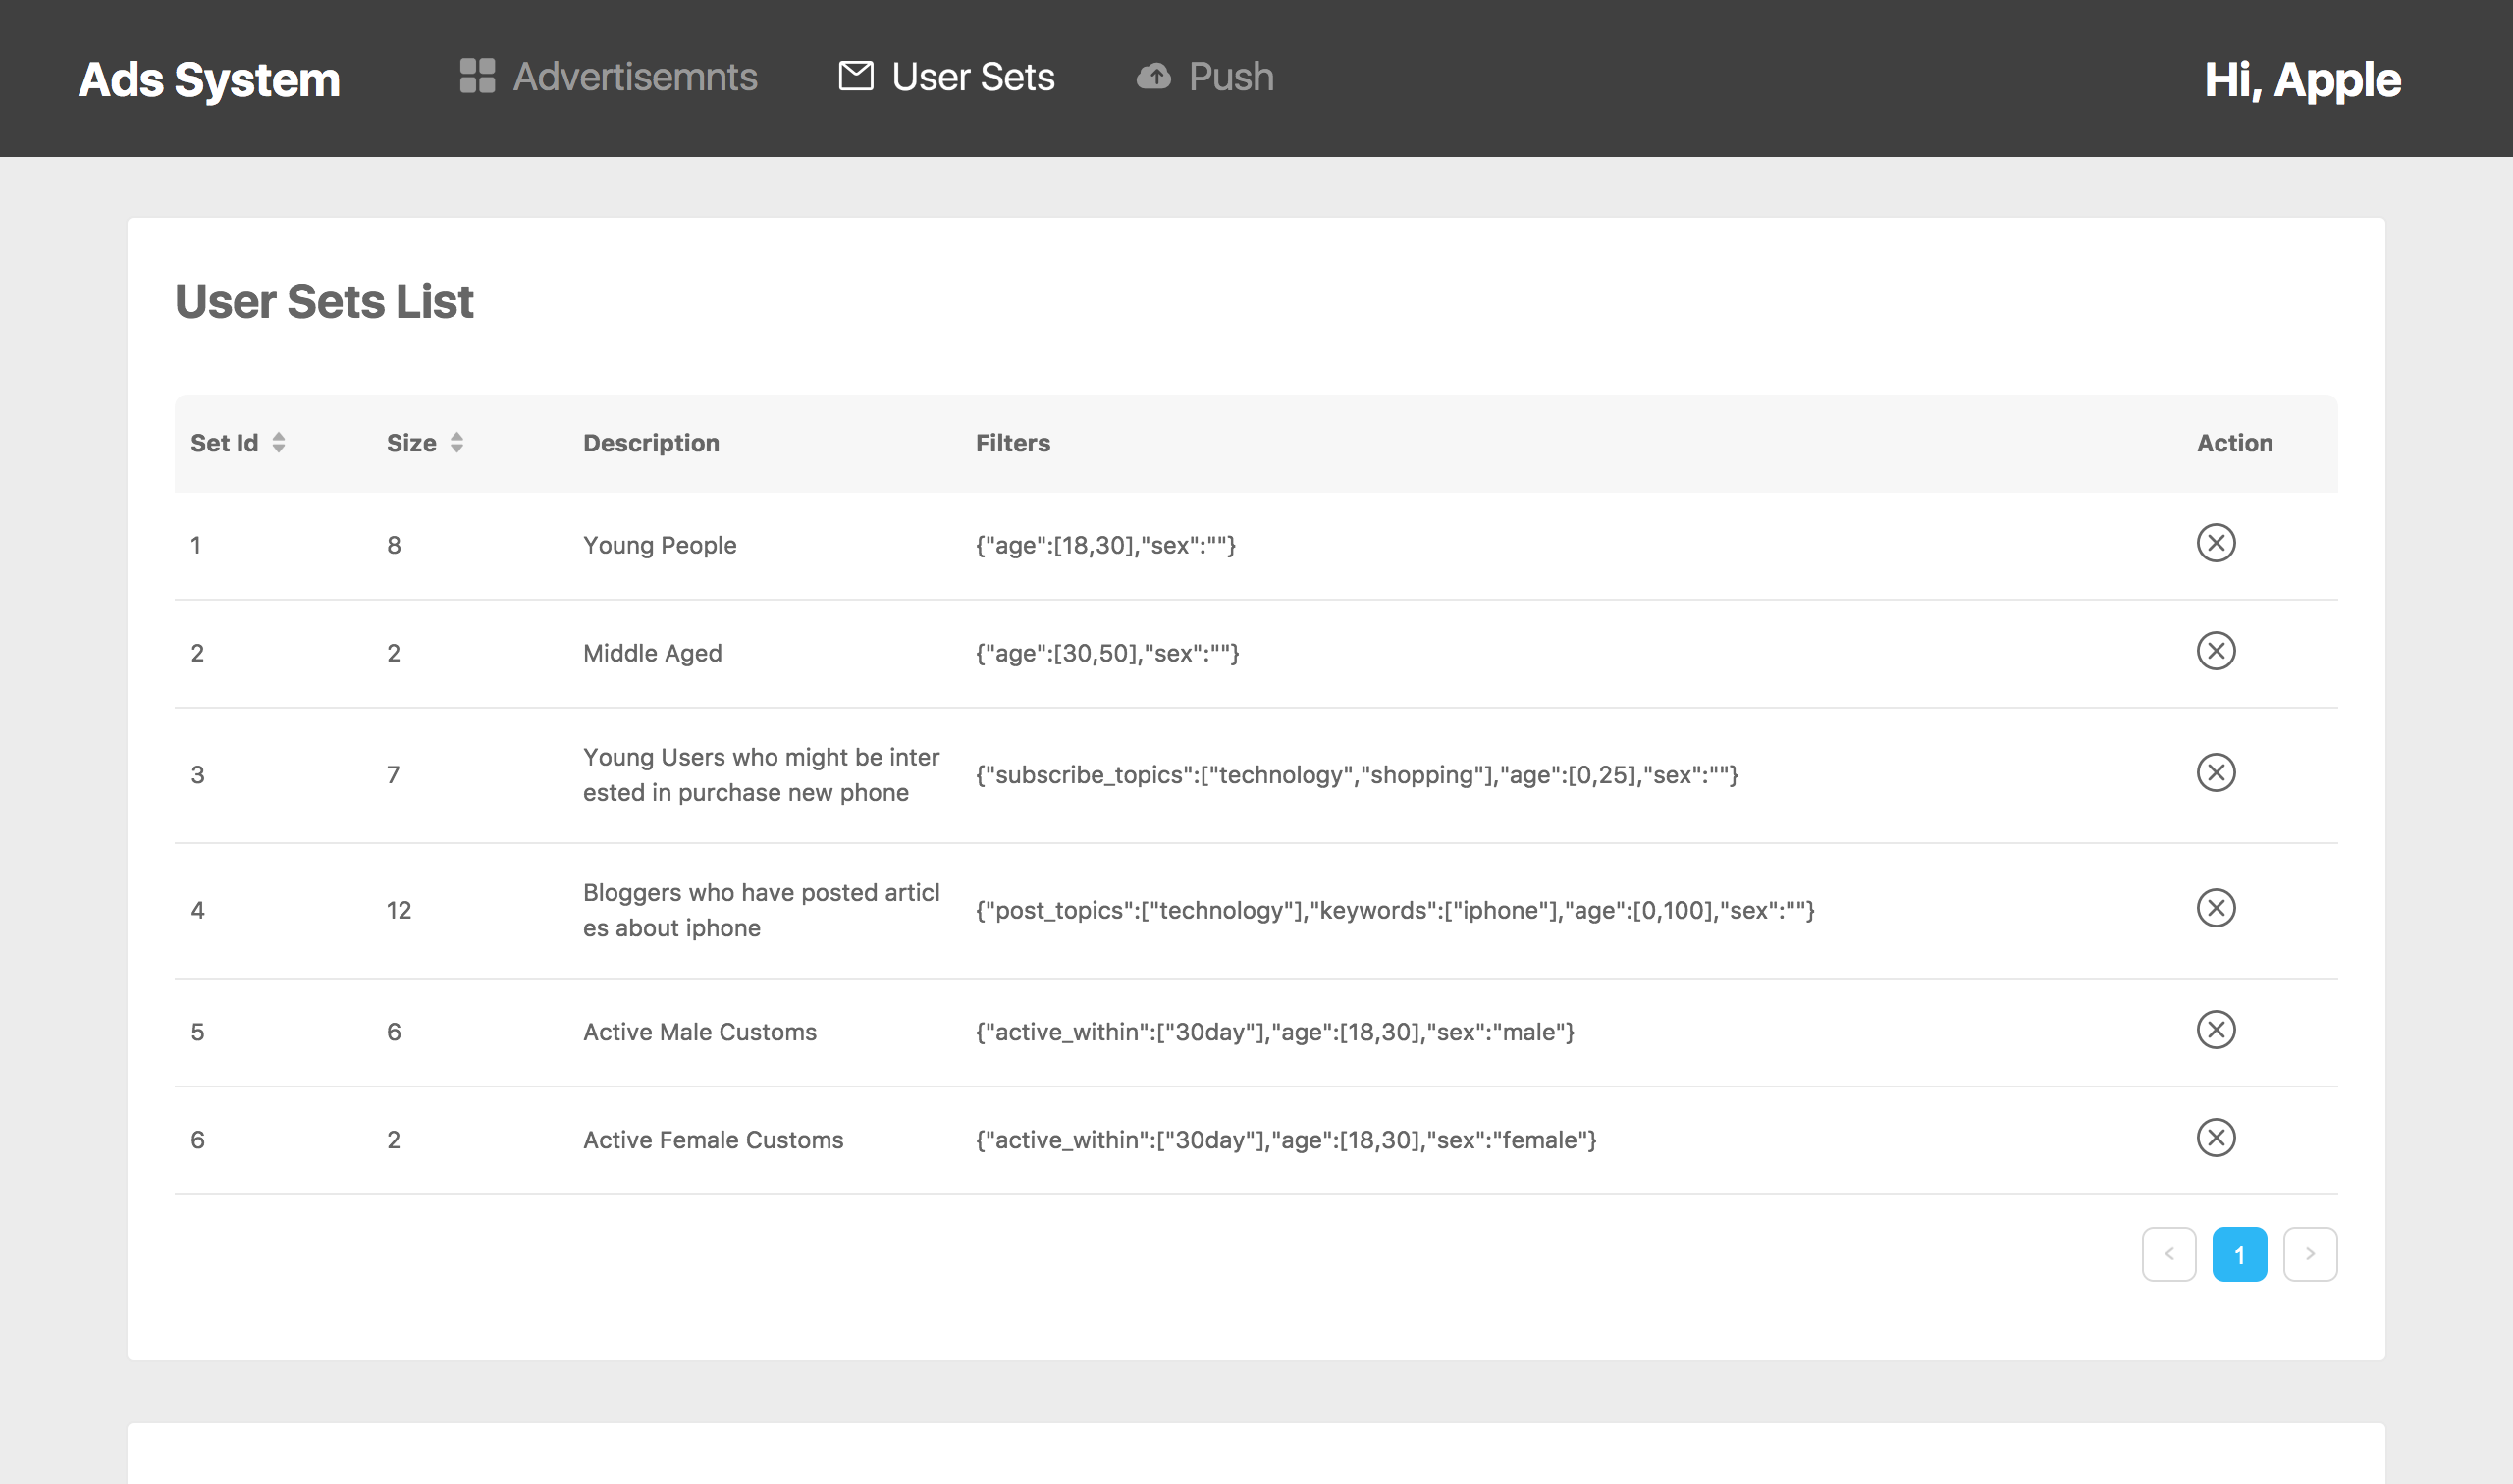 Ads System Advertisemnts User Sets Push Hi, Apple
User Sets List
Set Id Size Description Filters Action
1 8 Young People {"age":[18,30],"sex":""}
2 2 Middle Aged {"age":[30,50],"sex":""}
3 7 Young Users who might be inter
ested in purchase new phone {"subscribe_topics":["technology","shopping"],"age":[0,25],"sex":""}
4 12 Bloggers who have posted articl
es about iphone {"post_topics":["technology"],"keywords":["iphone"],"age":[0,100],"sex":""}
5 6 Active Male Customs {"active_within":["30day"],"age":[18,30],"sex":"male"}
6 2 Active Female Customs {"active_within":["30day"],"age":[18,30],"sex":"female"}
< 1 >